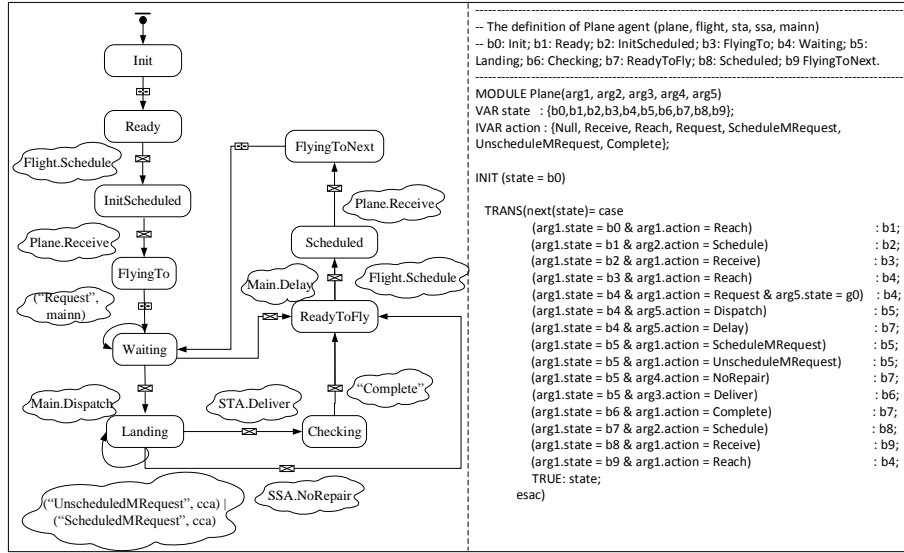 Init
Ready
Flight.Schedule
InitScheduled
Plane.Receive
FlyingTo
("Request",
mainn)
Waiting
Main.Dispatch
Landing
("UnscheduledMRequest", cca) |
("ScheduledMRequest", cca)
FlyingToNext
Plane.Receive
Scheduled
Main.Delay
Flight.Schedule
ReadyToFly
"Complete"
STA.Deliver
Checking
SSA.NoRepair
-- The definition of Plane agent (plane, flight, sta, ssa, mainn)
-- b0: Init; b1: Ready; b2: InitScheduled; b3: FlyingTo; b4: Waiting; b5:
Landing; b6: Checking; b7: ReadyToFly; b8: Scheduled; b9 FlyingToNext.
MODULE Plane(arg1, arg2, arg3, arg4, arg5)
VAR state : {b0,b1,b2,b3,b4,b5,b6,b7,b8,b9};
IVAR action : {Null, Receive, Reach, Request, ScheduleMRequest,
UnscheduleMRequest, Complete};
INIT (state = b0)
TRANS(next(state)= case
(arg1.state = b0 & arg1.action = Reach) : b1;
(arg1.state = b1 & arg2.action = Schedule) : b2;
(arg1.state = b2 & arg1.action = Receive) : b3;
(arg1.state = b3 & arg1.action = Reach) : b4;
(arg1.state = b4 & arg1.action = Request & arg5.state = g0) : b4;
(arg1.state = b4 & arg5.action = Dispatch) : b5;
(arg1.state = b4 & arg5.action = Delay) : b7;
(arg1.state = b5 & arg1.action = ScheduleMRequest) : b5;
(arg1.state = b5 & arg1.action = UnscheduleMRequest) : b5;
(arg1.state = b5 & arg4.action = NoRepair) : b7;
(arg1.state = b5 & arg3.action = Deliver) : b6;
(arg1.state = b6 & arg1.action = Complete) : b7;
(arg1.state = b7 & arg2.action = Schedule) : b8;
(arg1.state = b8 & arg1.action = Receive) : b9;
(arg1.state = b9 & arg1.action = Reach) : b4;
TRUE: state;
esac)